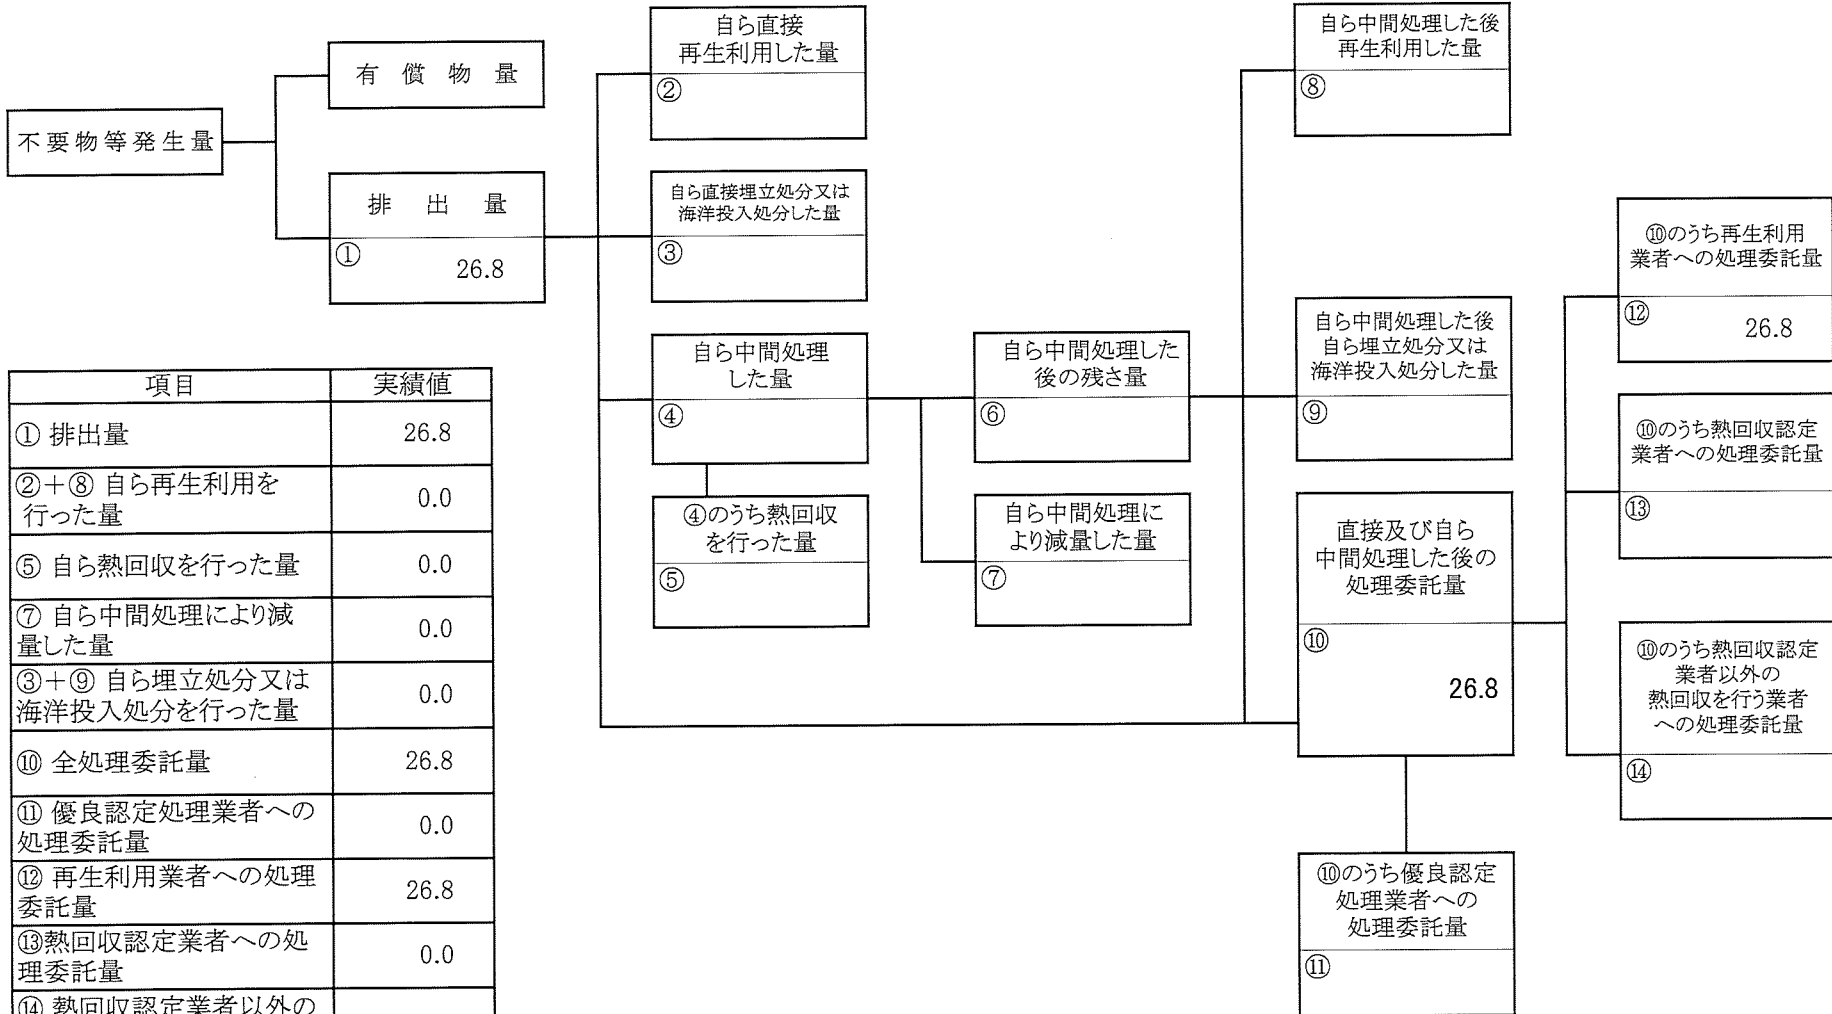 不要物等発生量
有償物量
排出量
①
26.8
自ら直接
再生利用した量
②
自ら直接埋立処分又は
海洋投入処分した量
③
自ら中間処理
した量
④
④のうち熱回収
を行った量
⑤
自ら中間処理した
後の残さ量
⑥
自ら中間処理に
より減量した量
⑦
自ら中間処理した後
再生利用した量
⑧
自ら中間処理した後
自ら埋立処分又は
海洋投入処分した量
⑨
直接及び自ら
中間処理した後の
処理委託量
⑩
26.8
⑩のうち優良認定
処理業者への
処理委託量
⑪
⑩のうち再生利用
業者への処理委託量
⑫
26.8
⑩のうち熱回収認定
業者への処理委託量
⑬
⑩のうち熱回収認定
業者以外の
熱回収を行う業者
への処理委託量
⑭
項目 実績値
① 排出量 26.8
②+⑧ 自ら再生利用を
行った量 0.0
⑤ 自ら熱回収を行った量 0.0
⑦ 自ら中間処理により減
量した量 0.0
③+⑨ 自ら埋立処分又は
海洋投入処分を行った量 0.0
⑩ 全処理委託量 26.8
⑪ 優良認定処理業者への
処理委託量 0.0
⑫ 再生利用業者への処理
委託量 26.8
⑬熱回収認定業者への処
理委託量 0.0
⑭ 熱回収認定業者以外の